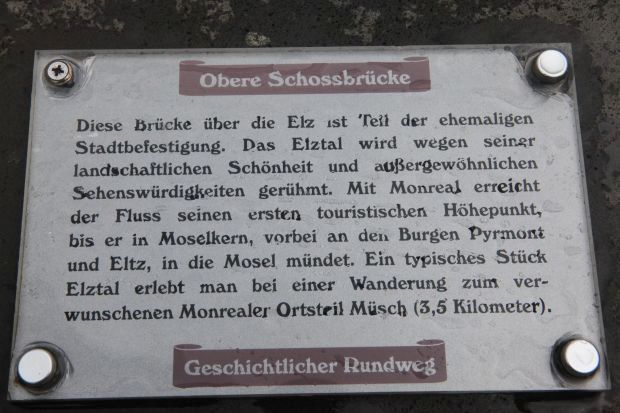 Obere Schossbrücke
Diese Brücke über die Elz ist Teil der ehemaligen
Stadtbefestigung. Das Elztal wird wegen seiner
landschaftlichen Schönheit und außergewöhnlichen
Sehenswürdigkeiten gerühmt. Mit Monreal erreicht
der Fluss seinen ersten touristischen Höhepunkt,
bis er in Moselkern, vorbei an den Burgen Pyrmont
und Eltz, in die Mosel mündet. Ein typisches Stück
Elztal erlebt man bei einer Wanderung zum ver-
wunschenen Monrealer Ortsteil Müsch (3,5 Kilometer).
Geschichtlicher Rundweg